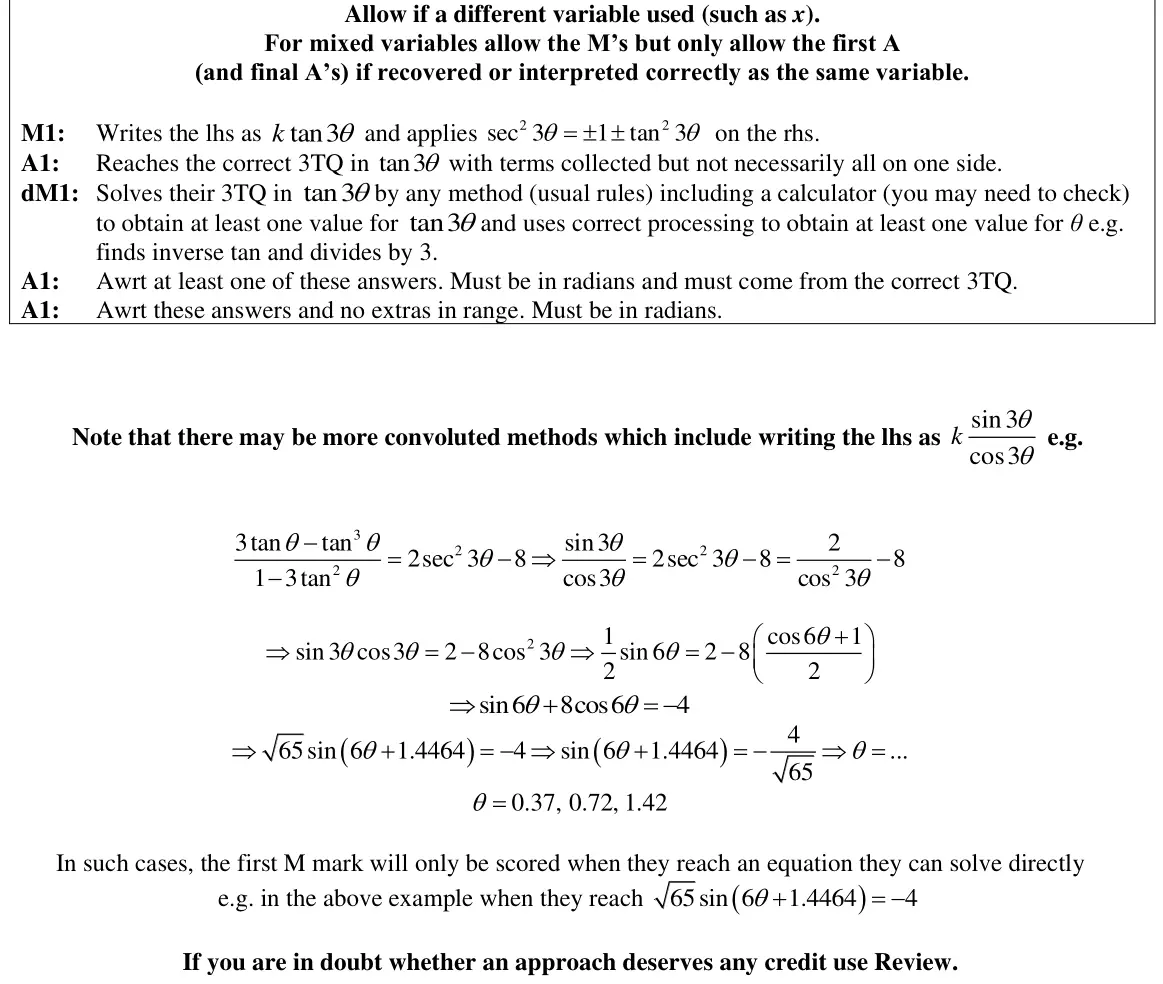 Allow if a different variable used (such as x).
For mixed variables allow the M's but only allow the first A
(and final A's) if recovered or interpreted correctly as the same variable.
M1: Writes the lhs as k tan 3θ and applies sec² 3θ = ±1 ± tan² 3θ on the rhs.
A1: Reaches the correct 3TQ in tan 3θ with terms collected but not necessarily all on one side.
dM1: Solves their 3TQ in tan 3θ by any method (usual rules) including a calculator (you may need to check)
to obtain at least one value for tan 3θ and uses correct processing to obtain at least one value for θ e.g.
finds inverse tan and divides by 3.
A1: Awrt at least one of these answers. Must be in radians and must come from the correct 3TQ.
A1: Awrt these answers and no extras in range. Must be in radians.
Note that there may be more convoluted methods which include writing the lhs as k sin 3θ / cos 3θ e.g.
(3 tan θ − tan³ θ) / (1 − 3 tan² θ) = 2 sec² 3θ − 8 ⇒ sin 3θ / cos 3θ = 2 sec² 3θ − 8 = 2 / cos² 3θ − 8
⇒ sin 3θ cos 3θ = 2 − 8 cos² 3θ ⇒ 1/2 sin 6θ = 2 − 8 ((cos 6θ + 1) / 2)
⇒ sin 6θ + 8 cos 6θ = −4
⇒ √65 sin (6θ + 1.4464) = −4 ⇒ sin (6θ + 1.4464) = − 4/√65 ⇒ θ = ...
θ = 0.37, 0.72, 1.42
In such cases, the first M mark will only be scored when they reach an equation they can solve directly
e.g. in the above example when they reach √65 sin (6θ + 1.4464) = −4
If you are in doubt whether an approach deserves any credit use Review.